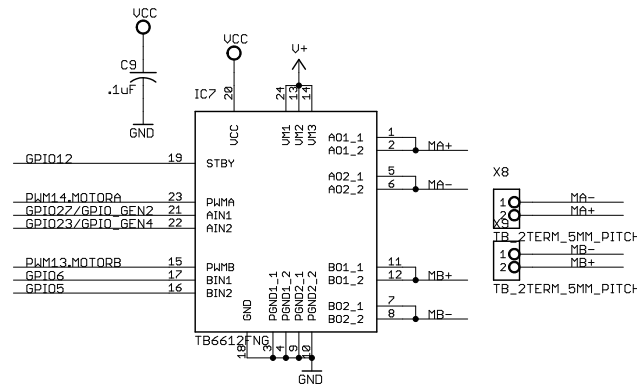 VCC
C9
.1uF
GND
VCC
V+
IC7
20
24
13
14
VCC
VM1
VM2
VM3
GPIO12
19
STBY
PWM14.MOTORA
23
PWMA
GPIO27/GPIO_GEN2
21
AIN1
GPIO23/GPIO_GEN4
22
AIN2
PWM13.MOTORB
15
PWMB
GPIO6
17
BIN1
GPIO5
16
BIN2
AO1_1
1
AO1_2
2
MA+
AO2_1
5
AO2_2
6
MA-
BO1_1
11
BO1_2
12
MB+
BO2_1
7
BO2_2
8
MB-
GND
PGND1_1
PGND1_2
PGND2_1
PGND2_2
TB6612FNG
18
3
4
9
10
GND
X8
1
MA-
2
MA+
X9
TB_2TERM_5MM_PITCH
1
MB-
2
MB+
TB_2TERM_5MM_PITCH